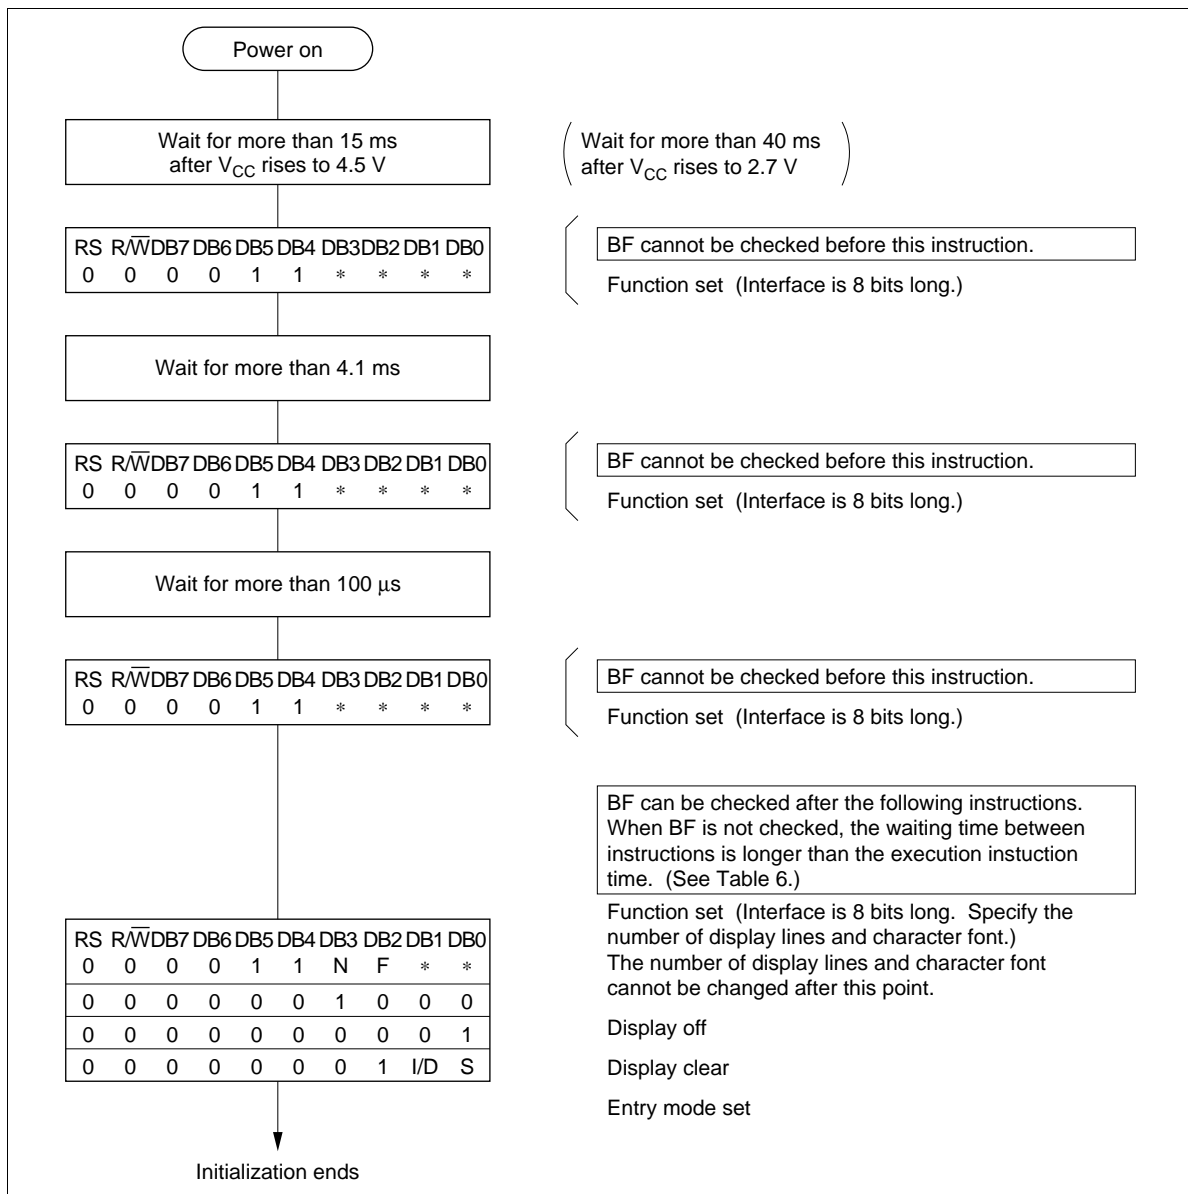 Power on
Wait for more than 15 ms
after VCC rises to 4.5 V
Wait for more than 40 ms
after VCC rises to 2.7 V
RS R/W̅ DB7 DB6 DB5 DB4 DB3 DB2 DB1 DB0
0 0 0 0 1 1 * * * *
BF cannot be checked before this instruction.
Function set (Interface is 8 bits long.)
Wait for more than 4.1 ms
RS R/W̅ DB7 DB6 DB5 DB4 DB3 DB2 DB1 DB0
0 0 0 0 1 1 * * * *
BF cannot be checked before this instruction.
Function set (Interface is 8 bits long.)
Wait for more than 100 µs
RS R/W̅ DB7 DB6 DB5 DB4 DB3 DB2 DB1 DB0
0 0 0 0 1 1 * * * *
BF cannot be checked before this instruction.
Function set (Interface is 8 bits long.)
BF can be checked after the following instructions.
When BF is not checked, the waiting time between
instructions is longer than the execution instuction
time. (See Table 6.)
RS R/W̅ DB7 DB6 DB5 DB4 DB3 DB2 DB1 DB0
0 0 0 0 1 1 N F * *
0 0 0 0 0 0 1 0 0 0
0 0 0 0 0 0 0 0 0 1
0 0 0 0 0 0 0 1 I/D S
Function set (Interface is 8 bits long. Specify the
number of display lines and character font.)
The number of display lines and character font
cannot be changed after this point.
Display off
Display clear
Entry mode set
Initialization ends